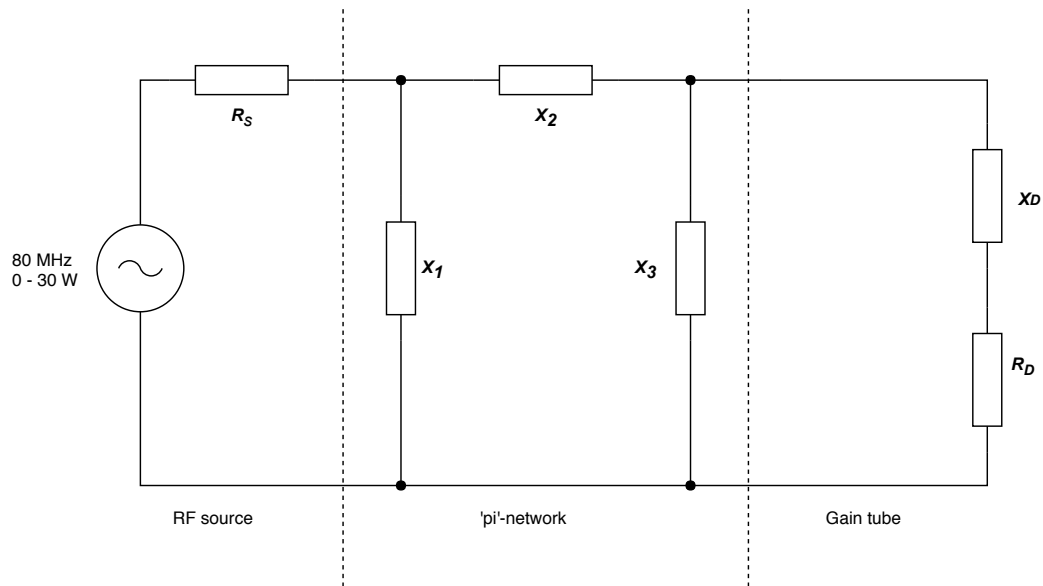 R_S
X_2
X_D
80 MHz
0 - 30 W
X_1
X_3
R_D
RF source
'pi'-network
Gain tube